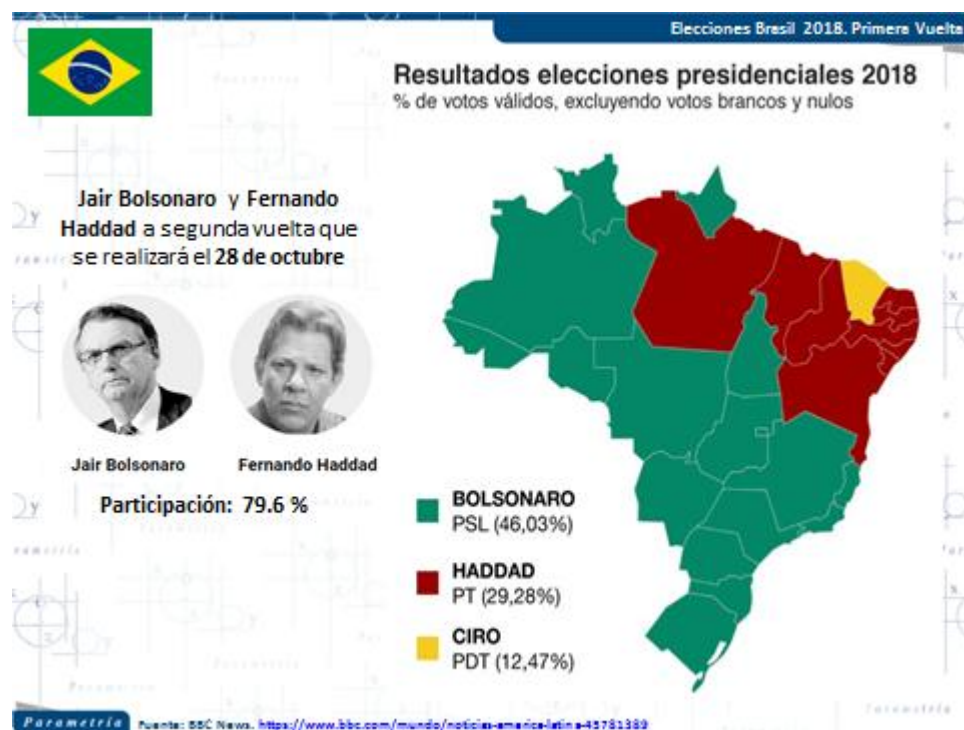 Elecciones Brasil 2018. Primera Vuelta
Resultados elecciones presidenciales 2018
% de votos válidos, excluyendo votos brancos y nulos
Jair Bolsonaro y Fernando
Haddad a segunda vuelta que
se realizará el 28 de octubre
Jair Bolsonaro
Fernando Haddad
Participación: 79.6 %
BOLSONARO
PSL (46,03%)
HADDAD
PT (29,28%)
CIRO
PDT (12,47%)
Parametría
Fuente: BBC News. https://www.bbc.com/mundo/noticias-america-latina-45781389